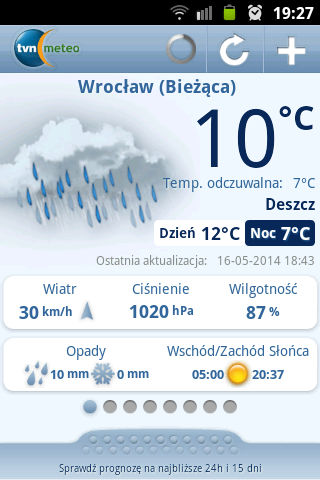 19:27
tvn meteo
Wrocław (Bieżąca)
10°C
Temp. odczuwalna: 7°C
Deszcz
Dzień 12°C Noc 7°C
Ostatnia aktualizacja: 16-05-2014 18:43
Wiatr Ciśnienie Wilgotność
30 km/h 1020 hPa 87 %
Opady Wschód/Zachód Słońca
10 mm 0 mm 05:00 20:37
Sprawdź prognozę na najbliższe 24h i 15 dni